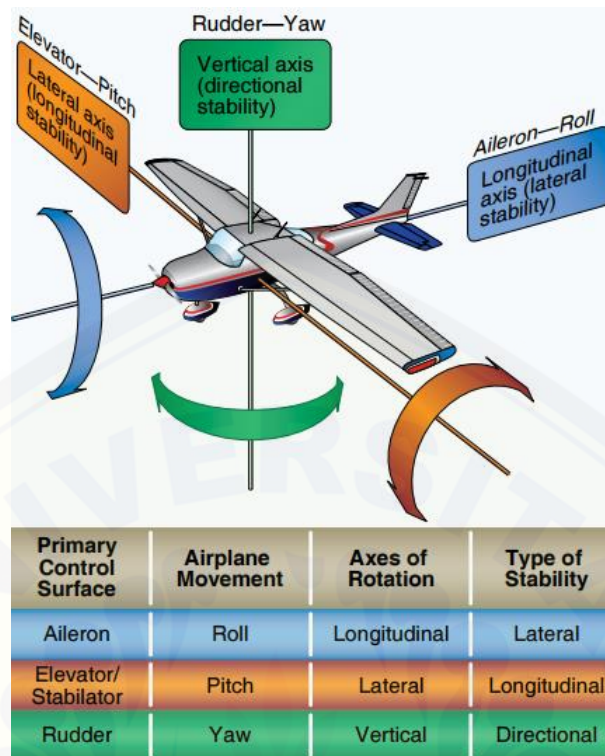 Rudder—Yaw
Elevator—Pitch
Lateral axis
(longitudinal
stability)
Vertical axis
(directional
stability)
Aileron—Roll
Longitudinal
axis (lateral
stability)
Primary
Control
Surface
Airplane
Movement
Axes of
Rotation
Type of
Stability
Aileron
Roll
Longitudinal
Lateral
Elevator/
Stabilator
Pitch
Lateral
Longitudinal
Rudder
Yaw
Vertical
Directional